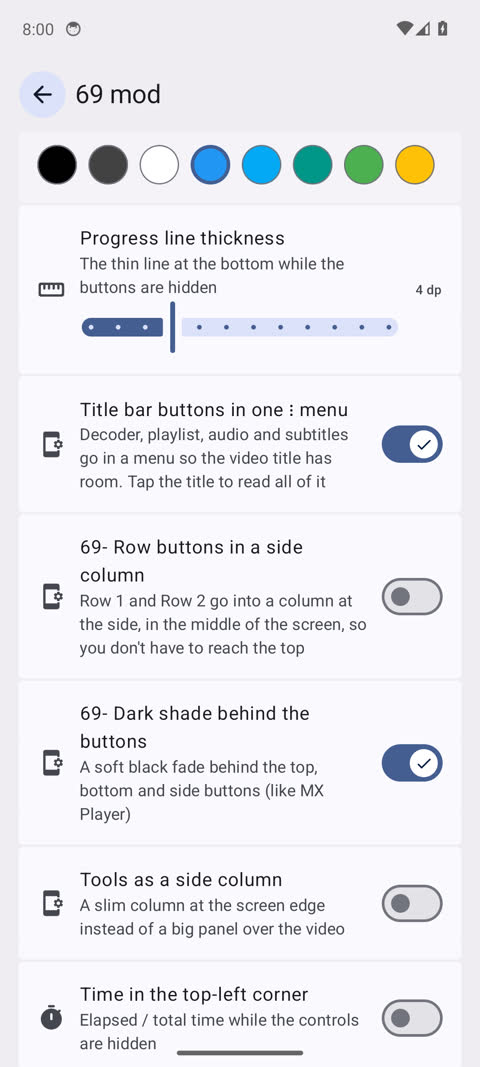 8:00
69 mod
Progress line thickness
The thin line at the bottom while the
buttons are hidden
4 dp
Title bar buttons in one ⋮ menu
Decoder, playlist, audio and subtitles
go in a menu so the video title has
room. Tap the title to read all of it
69- Row buttons in a side
column
Row 1 and Row 2 go into a column at
the side, in the middle of the screen, so
you don't have to reach the top
69- Dark shade behind the
buttons
A soft black fade behind the top,
bottom and side buttons (like MX
Player)
Tools as a side column
A slim column at the screen edge
instead of a big panel over the video
Time in the top-left corner
Elapsed / total time while the controls
are hidden